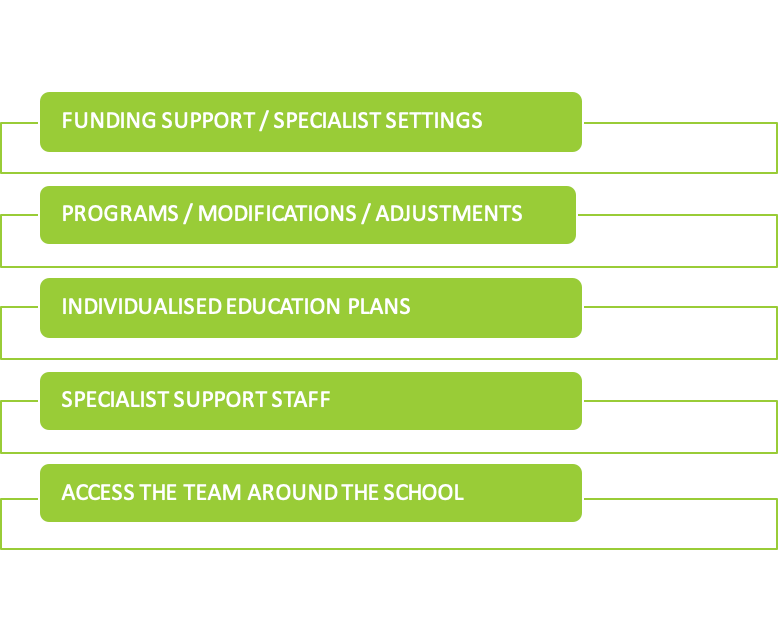 FUNDING SUPPORT / SPECIALIST SETTINGS
PROGRAMS / MODIFICATIONS / ADJUSTMENTS
INDIVIDUALISED EDUCATION PLANS
SPECIALIST SUPPORT STAFF
ACCESS THE TEAM AROUND THE SCHOOL